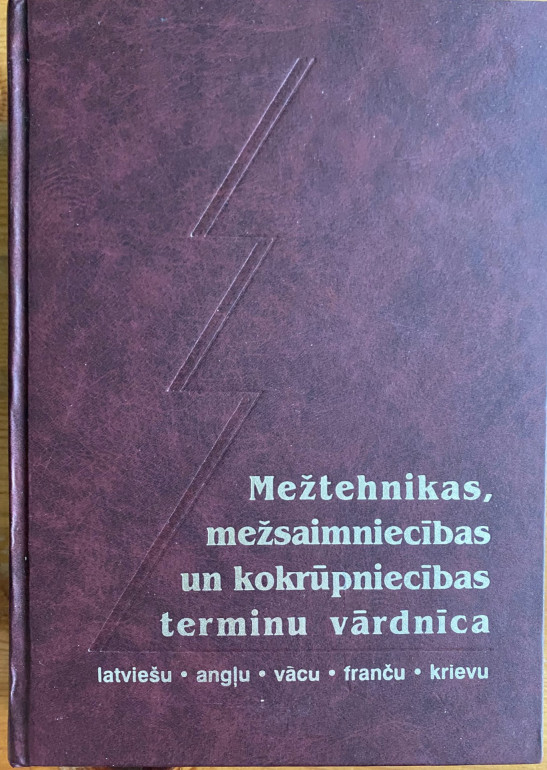 Mežtehnikas,
mežsaimniecības
un kokrūpniecības
terminu vārdnīca
latviešu • angļu • vācu • franču • krievu